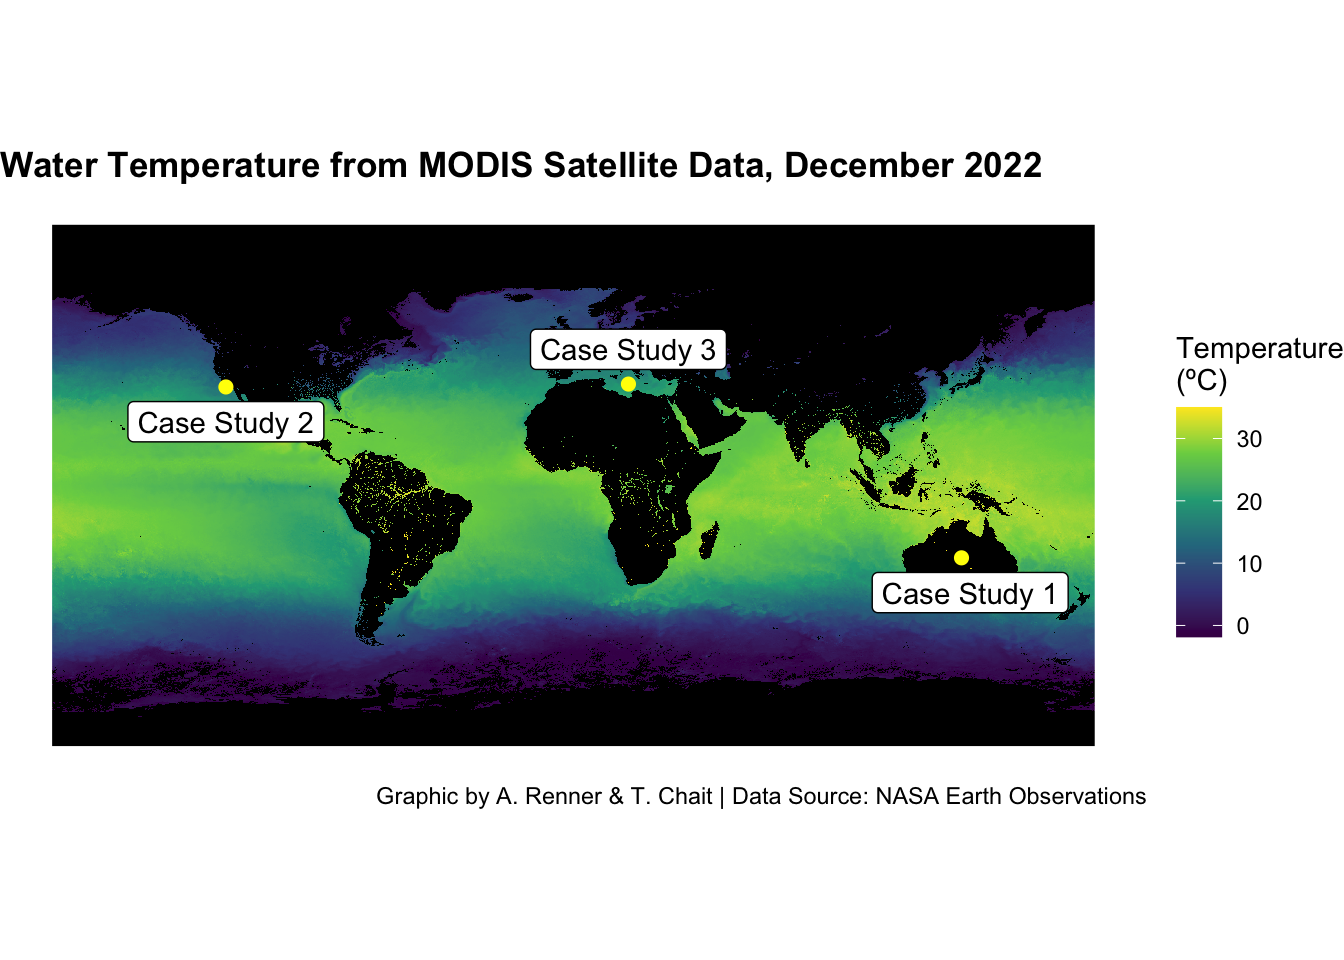 Water Temperature from MODIS Satellite Data, December 2022
Case Study 3
Case Study 2
Case Study 1
Temperature
(ºC)
30
20
10
0
Graphic by A. Renner & T. Chait | Data Source: NASA Earth Observations